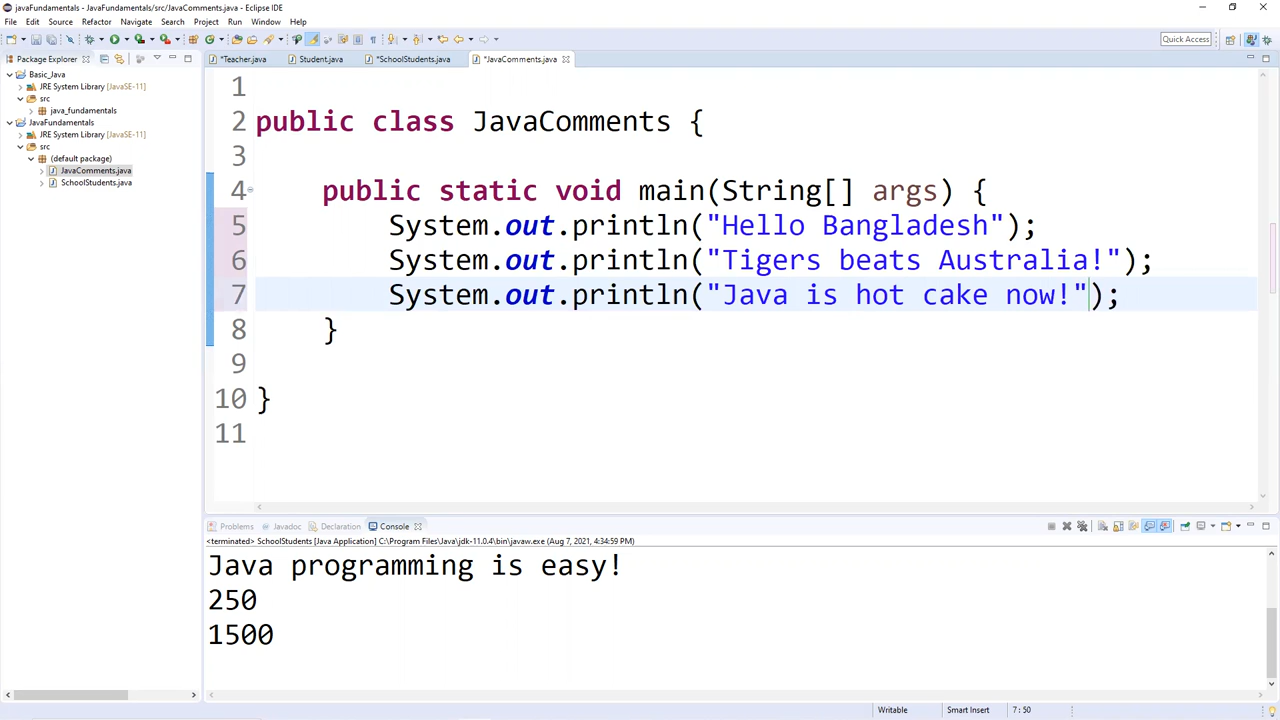 javaFundamentals - JavaFundamentals/src/JavaComments.java - Eclipse IDE
File Edit Source Refactor Navigate Search Project Run Window Help
Quick Access
Package Explorer
*Teacher.java Student.java *SchoolStudents.java *JavaComments.java
Basic_Java
JRE System Library [JavaSE-11]
src
java_fundamentals
JavaFundamentals
JRE System Library [JavaSE-11]
src
(default package)
JavaComments.java
SchoolStudents.java
1
2 public class JavaComments {
3
4 public static void main(String[] args) {
5 System.out.println("Hello Bangladesh");
6 System.out.println("Tigers beats Australia!");
7 System.out.println("Java is hot cake now!");
8 }
9
10 }
11
Problems Javadoc Declaration Console
<terminated> SchoolStudents [Java Application] C:\Program Files\Java\jdk-11.0.4\bin\javaw.exe (Aug 7, 2021, 4:34:59 PM)
Java programming is easy!
250
1500
Writable Smart Insert 7 : 50